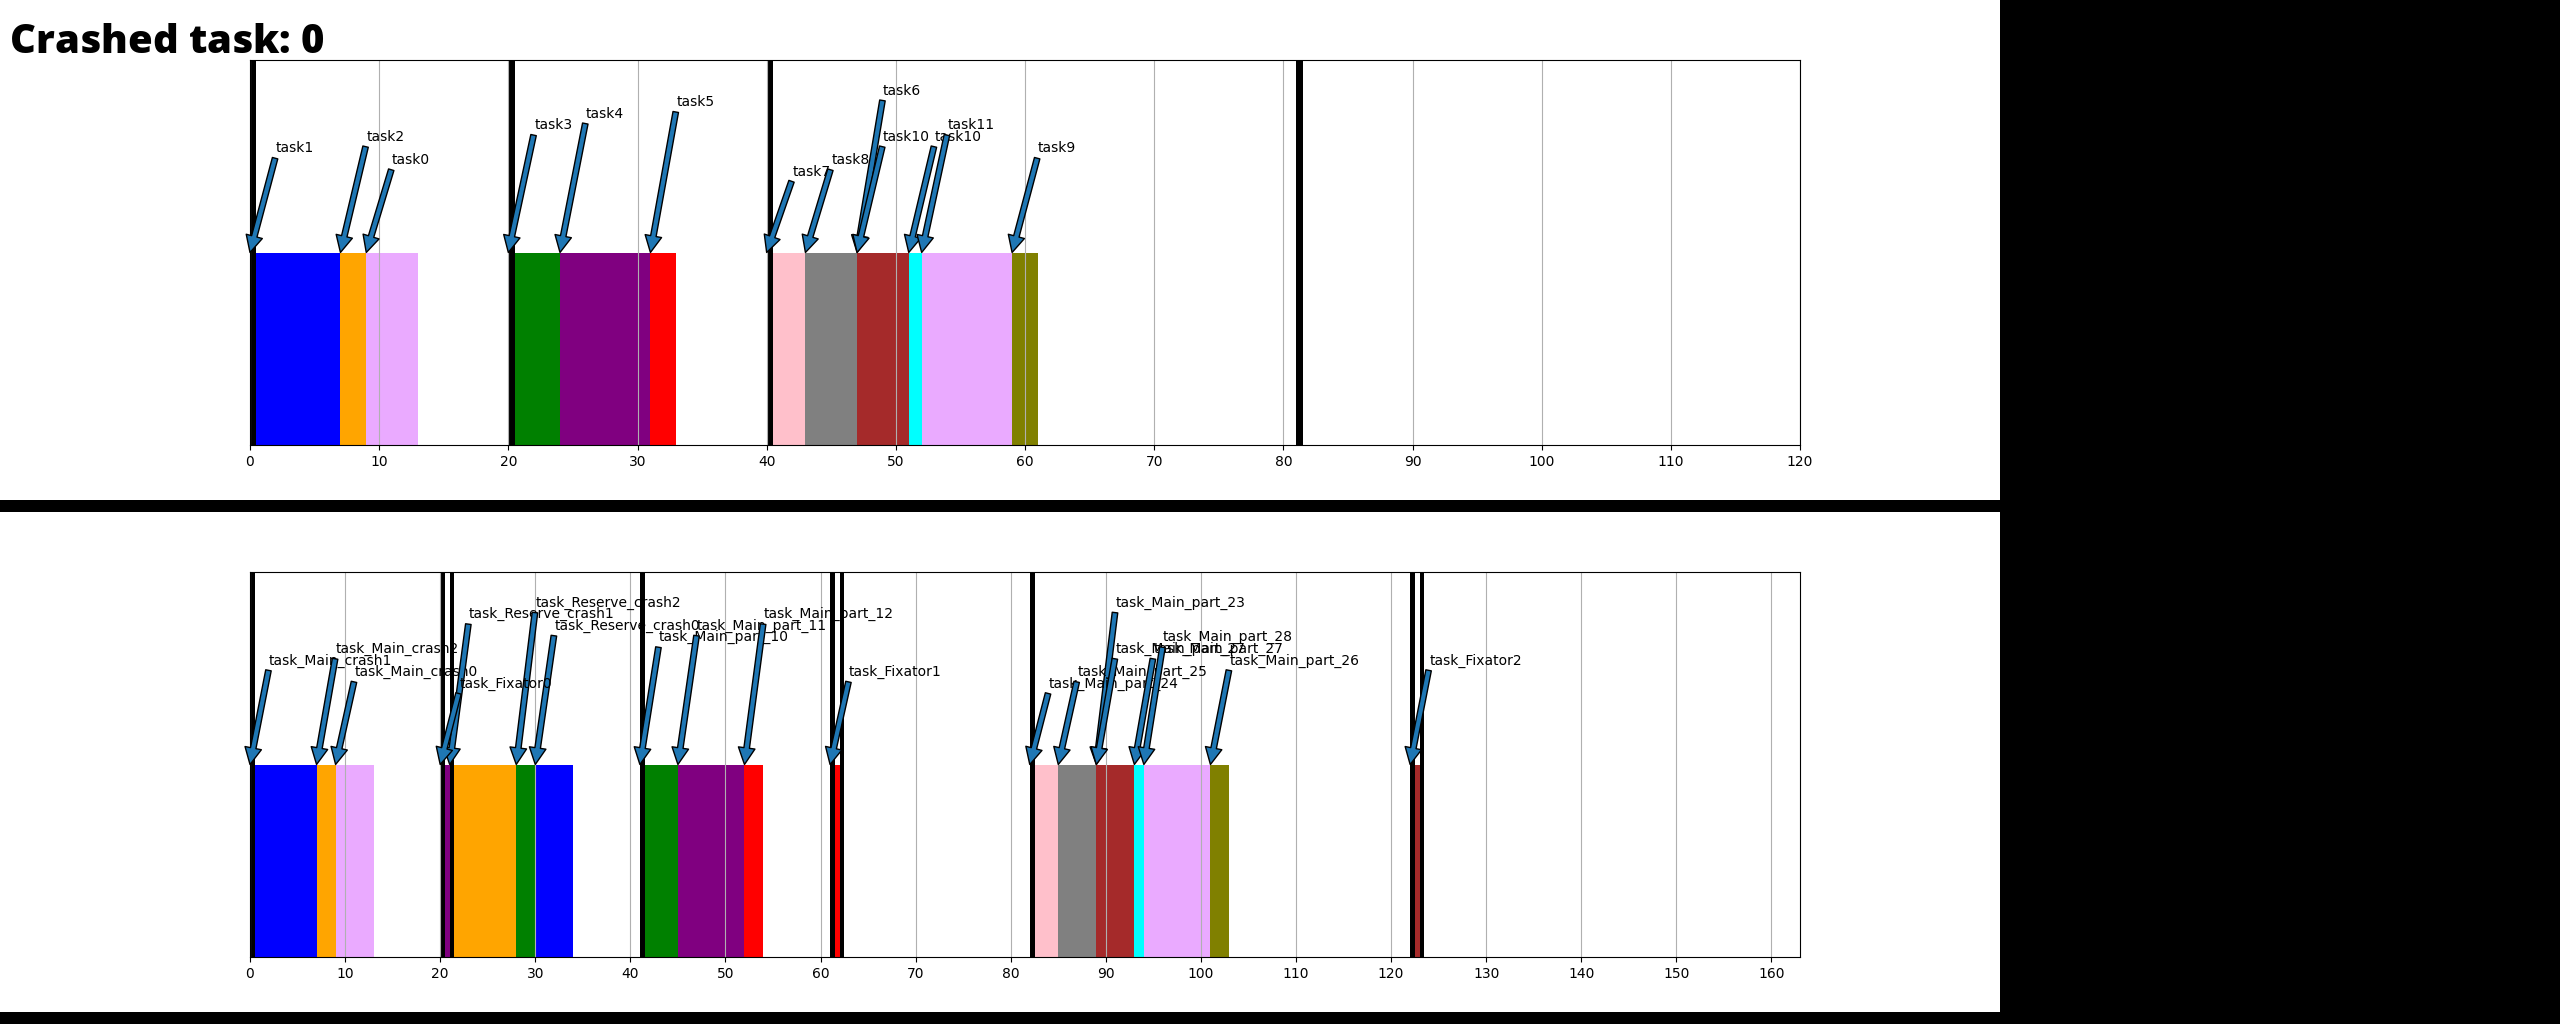 Crashed task: 0
task6
task5
task4
task3
task11
task2
task10
task10
task1
task9
task0
task8
task7
0 10 20 30 40 50 60 70 80 90 100 110 120
task_Reserve_crash2
task_Main_part_23
task_Reserve_crash1
task_Main_part_12
task_Reserve_crash0
task_Main_part_11
task_Main_part_10
task_Main_part_28
task_Main_crash2
task_Main_part_27
task_Main_part_27
task_Main_crash1
task_Main_part_26
task_Fixator2
task_Main_crash0
task_Fixator1
task_Main_part_25
task_Fixator0
task_Main_part_24
0 10 20 30 40 50 60 70 80 90 100 110 120 130 140 150 160